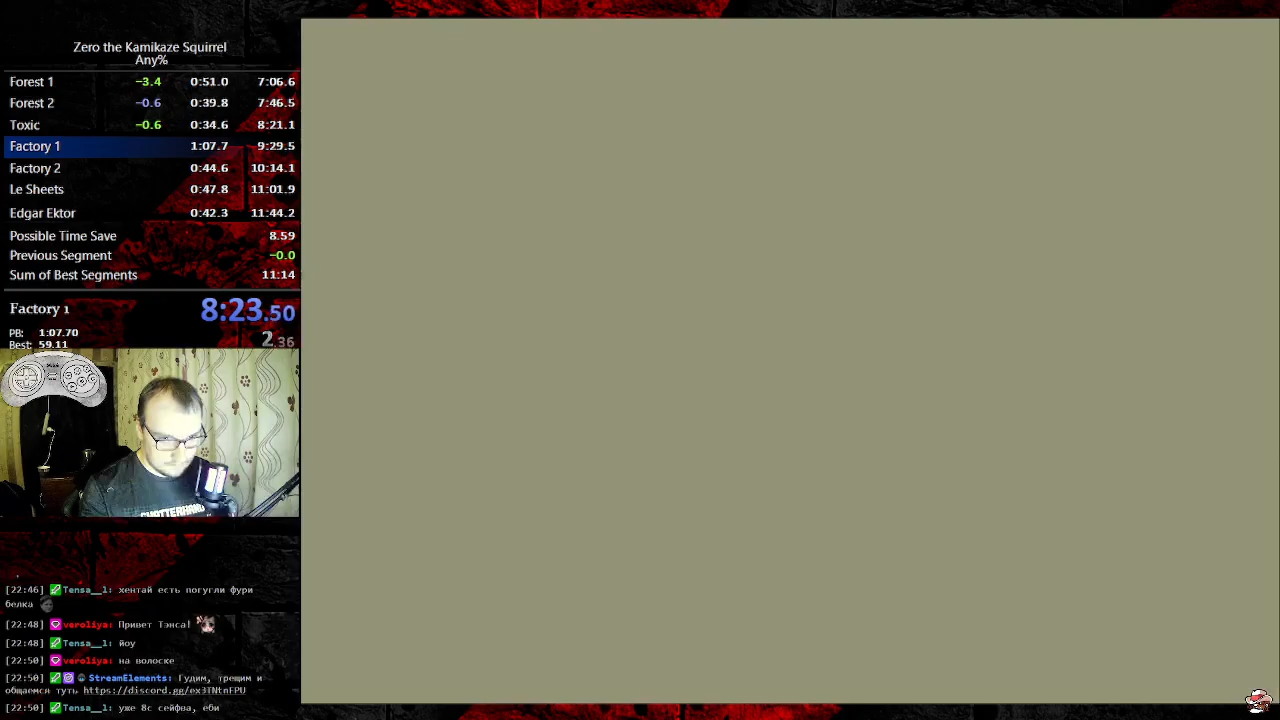 Zero the Kamikaze Squirrel
Any%
Forest 1 −3.4 0:51.0 7:06.6
Forest 2 −0.6 0:39.8 7:46.5
Toxic −0.6 0:34.6 8:21.1
Factory 1 1:07.7 9:29.5
Factory 2 0:44.6 10:14.1
Le Sheets 0:47.8 11:01.9
Edgar Ektor 0:42.3 11:44.2
Possible Time Save 8.59
Previous Segment −0.0
Sum of Best Segments 11:14
Factory 1 8:23.50
PB: 1:07.70
Best: 59.11 2.36
[22:46] Tensa__l: хентай есть погугли фури
белка
[22:48] veroliya: Привет Тэнса!
[22:48] Tensa__l: йоу
[22:50] veroliya: на волоске
[22:50] StreamElements: Гудим, трещим и
общаемся туть https://discord.gg/ex3TNtnFPU
[22:50] Tensa__l: уже 8с сейфва, еби